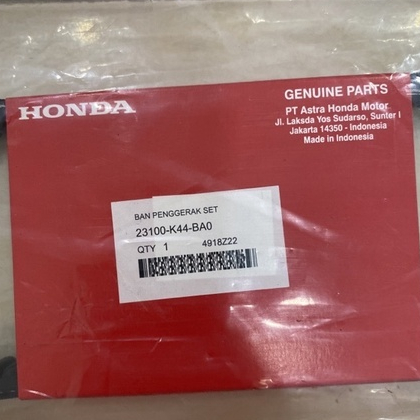 HONDA
GENUINE PARTS
PT Astra Honda Motor
Jl. Laksda Yos Sudarso, Sunter I
Jakarta 14350 - Indonesia
Made in Indonesia
BAN PENGGERAK SET
23100-K44-BA0
QTY 1 4918Z22